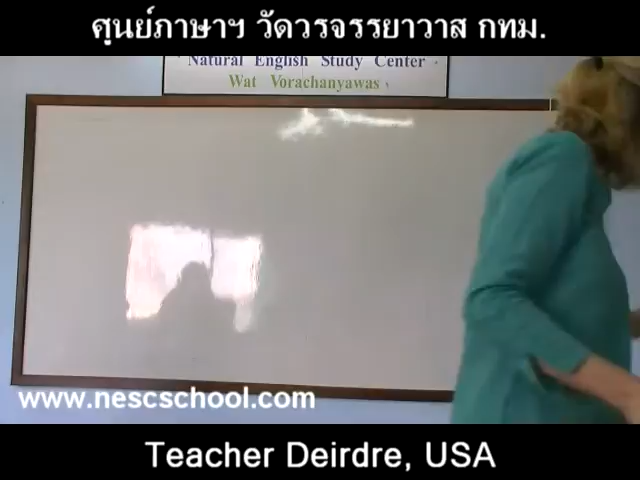 ศูนย์ภาษาฯ วัดวรจรรยาวาส กทม.
Natural English Study Center
Wat Vorachanyawas
www.nescschool.com
Teacher Deirdre, USA